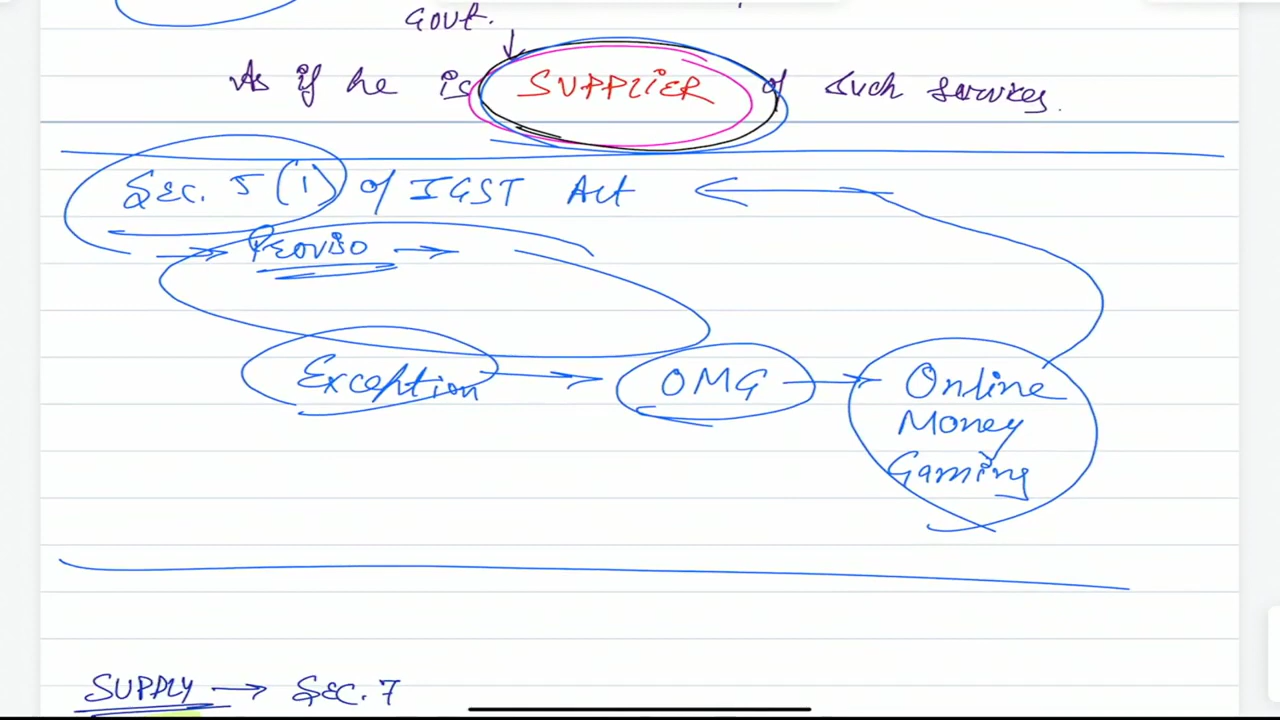 Govt.
As if he is SUPPLIER of such services.
Sec. 5 (1) of IGST Act
→ Proviso →
Exception → OMG → Online
Money
Gaming
SUPPLY → SEC. 7